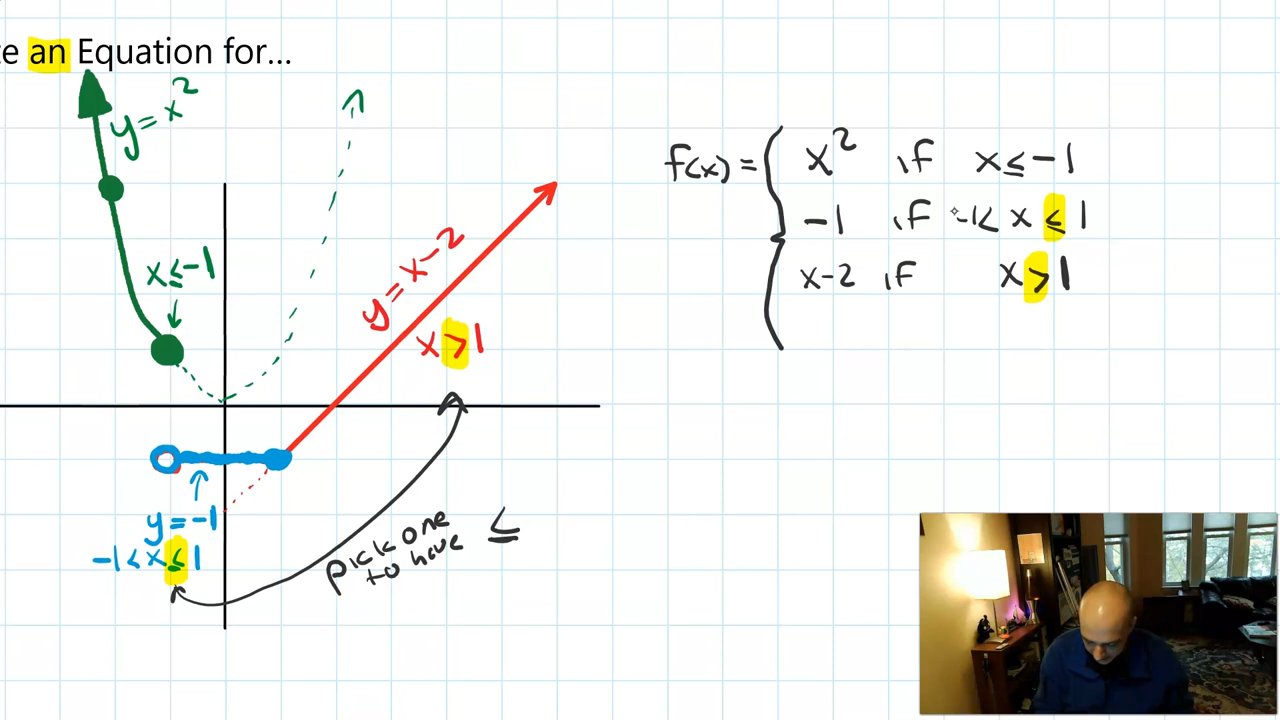 e an Equation for...
y=x²
x≤-1
y=x-2
x>1
y=-1
-1<x≤1
pick one
to have ≤
f(x)= { x² if x≤-1
-1 if -1< x ≤ 1
x-2 if x>1